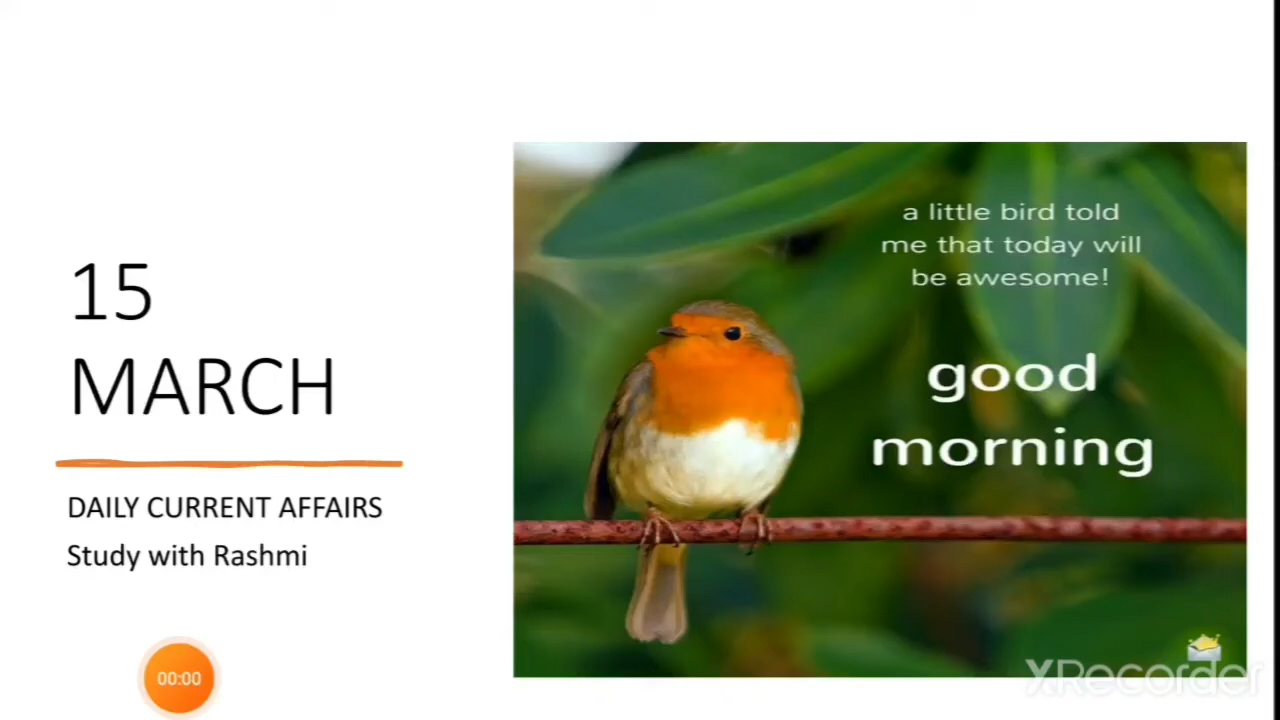 15
MARCH
DAILY CURRENT AFFAIRS
Study with Rashmi
00:00
a little bird told
me that today will
be awesome!
good
morning
XRecorder